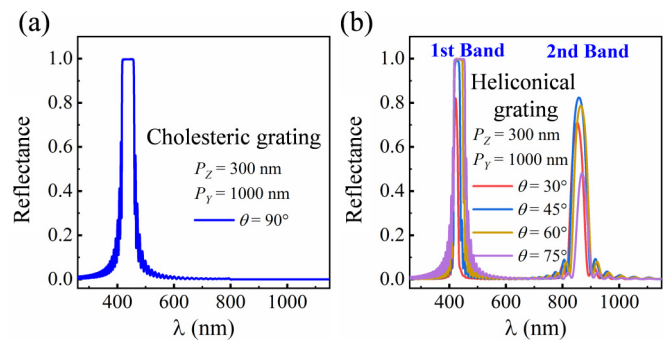 (a)
Reflectance
1.0
0.8
0.6
0.4
0.2
0.0
Cholesteric grating
P_Z = 300 nm
P_Y = 1000 nm
θ = 90°
400 600 800 1000
λ (nm)
(b)
1st Band 2nd Band
Reflectance
1.0
0.8
0.6
0.4
0.2
0.0
Heliconical
grating
P_Z = 300 nm
P_Y = 1000 nm
θ = 30°
θ = 45°
θ = 60°
θ = 75°
400 600 800 1000
λ (nm)